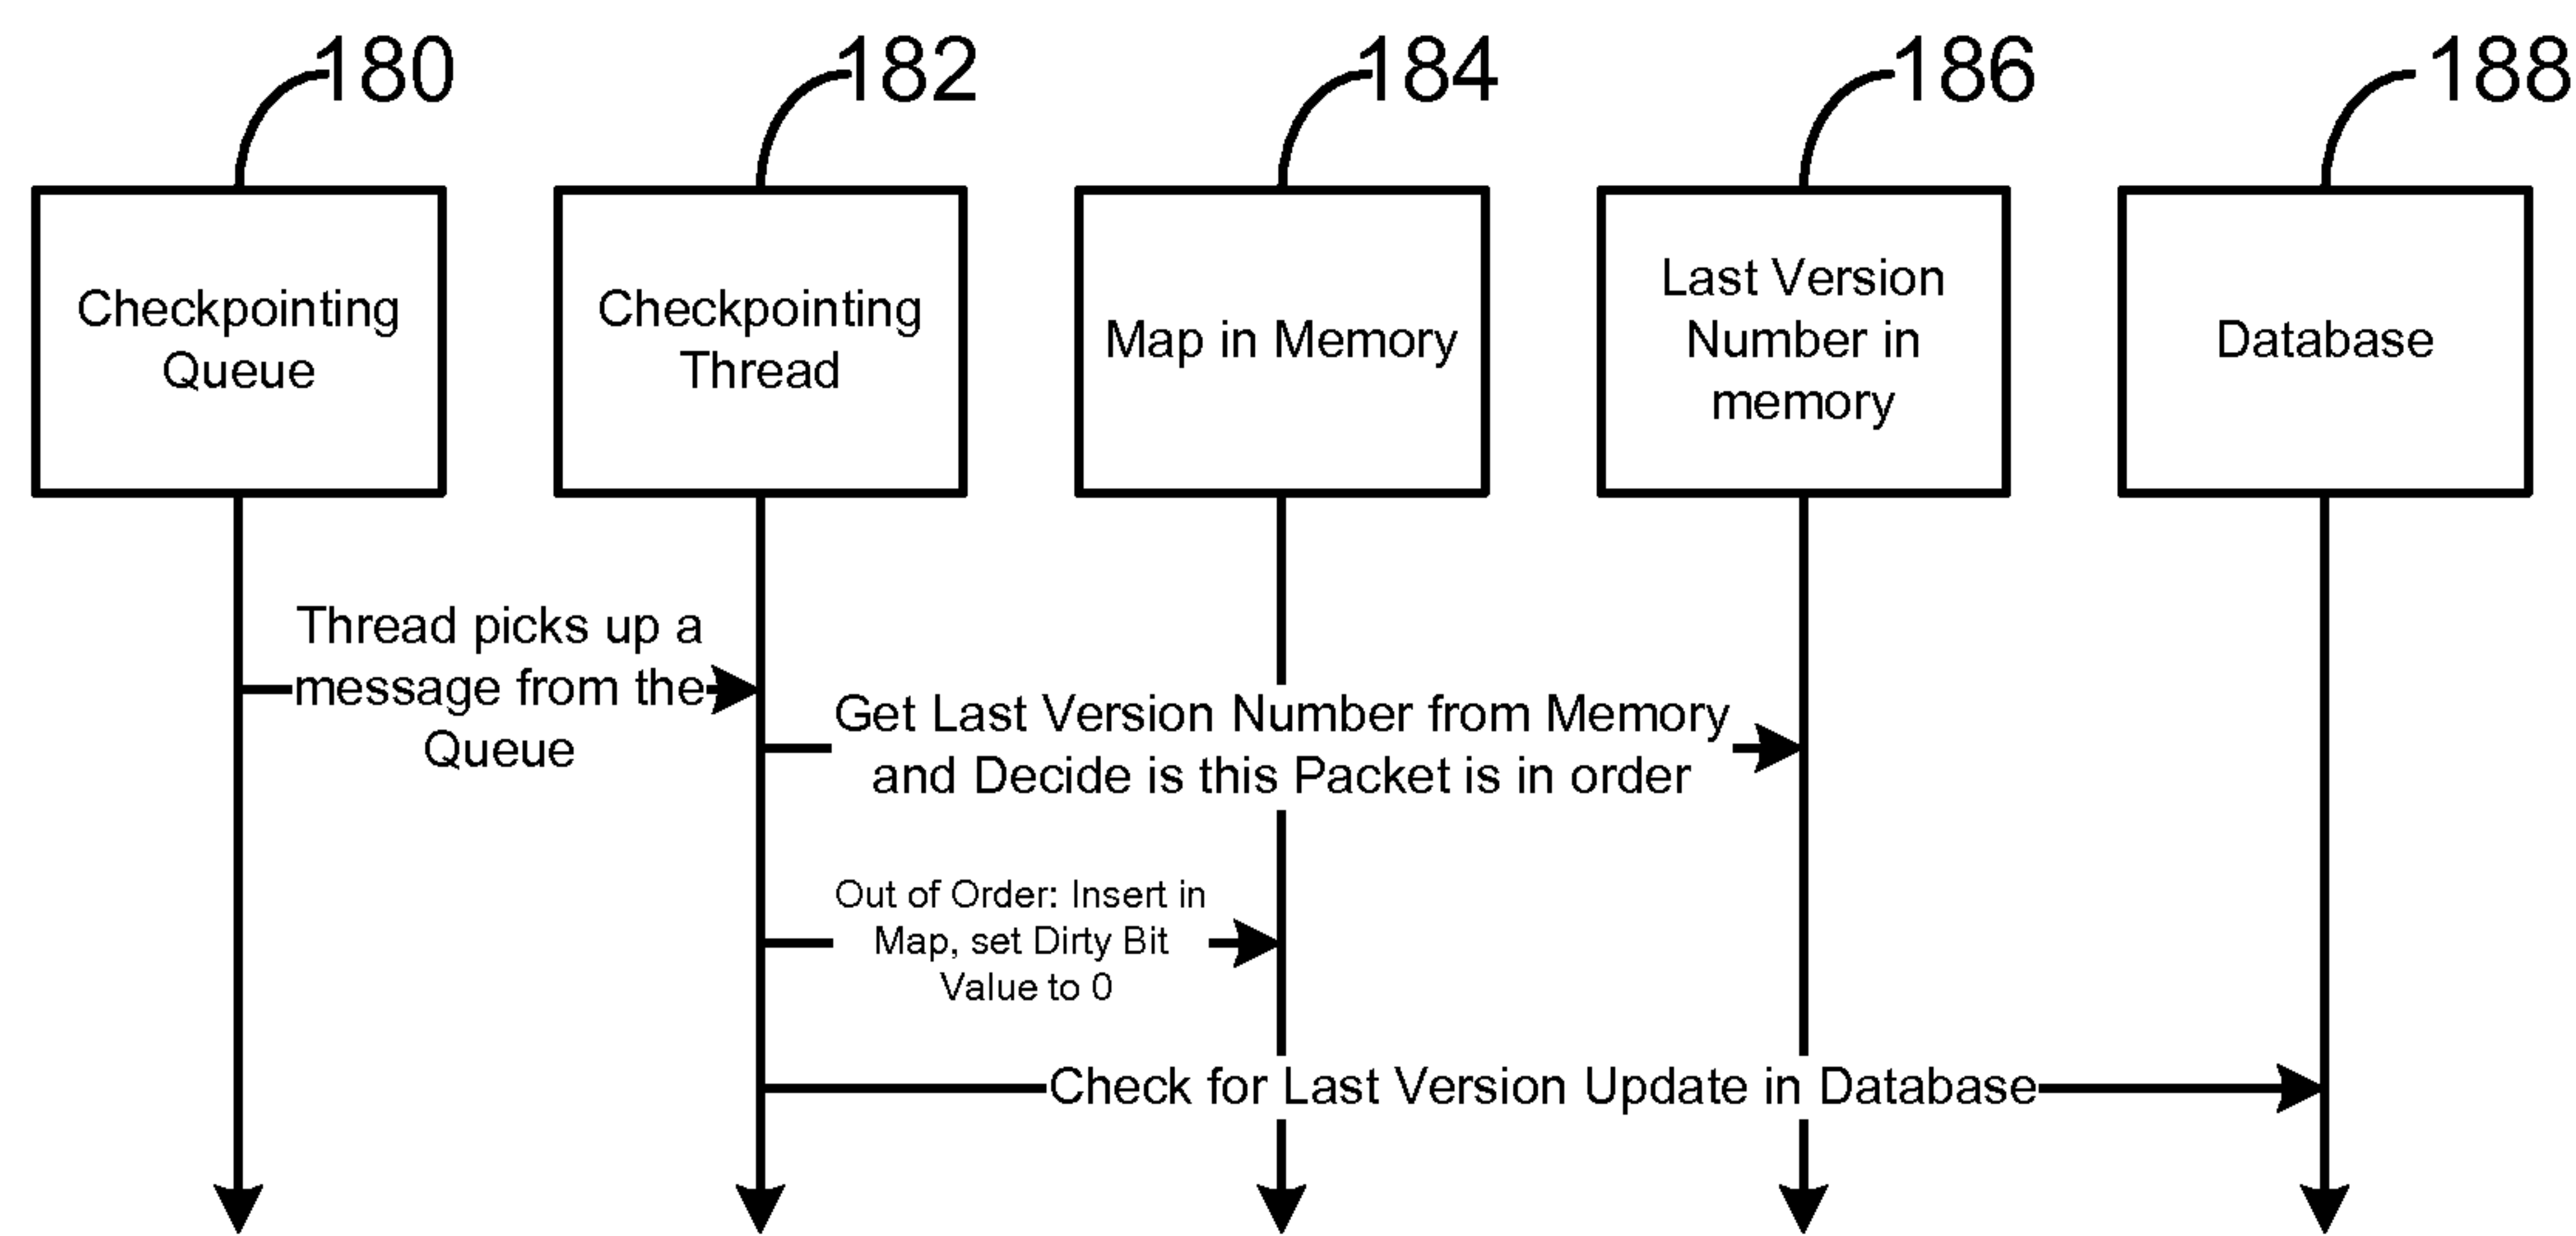 180
182
184
186
188
Checkpointing
Queue
Checkpointing
Thread
Map in Memory
Last Version
Number in
memory
Database
Thread picks up a
message from the
Queue
Get Last Version Number from Memory
and Decide is this Packet is in order
Out of Order: Insert in
Map, set Dirty Bit
Value to 0
Check for Last Version Update in Database